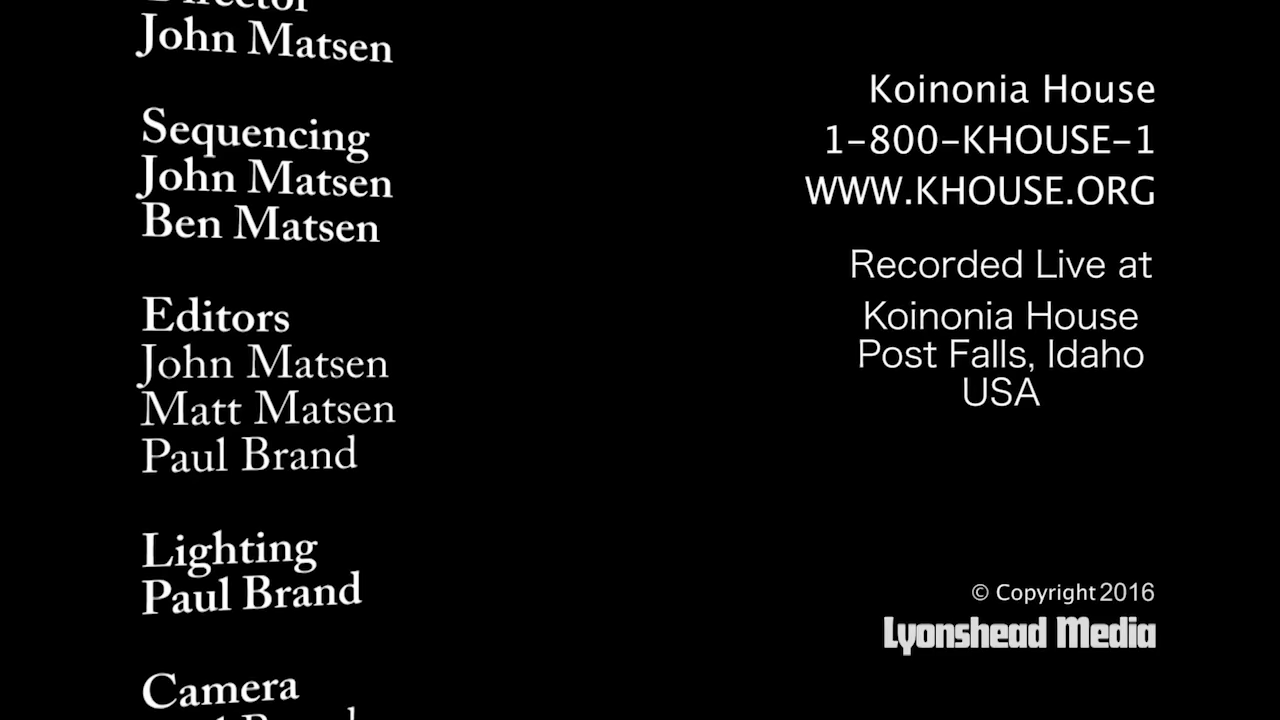 Director
John Matsen
Sequencing
John Matsen
Ben Matsen
Editors
John Matsen
Matt Matsen
Paul Brand
Lighting
Paul Brand
Camera
Koinonia House
1-800-KHOUSE-1
WWW.KHOUSE.ORG
Recorded Live at
Koinonia House
Post Falls, Idaho
USA
© Copyright 2016
Lyonshead Media